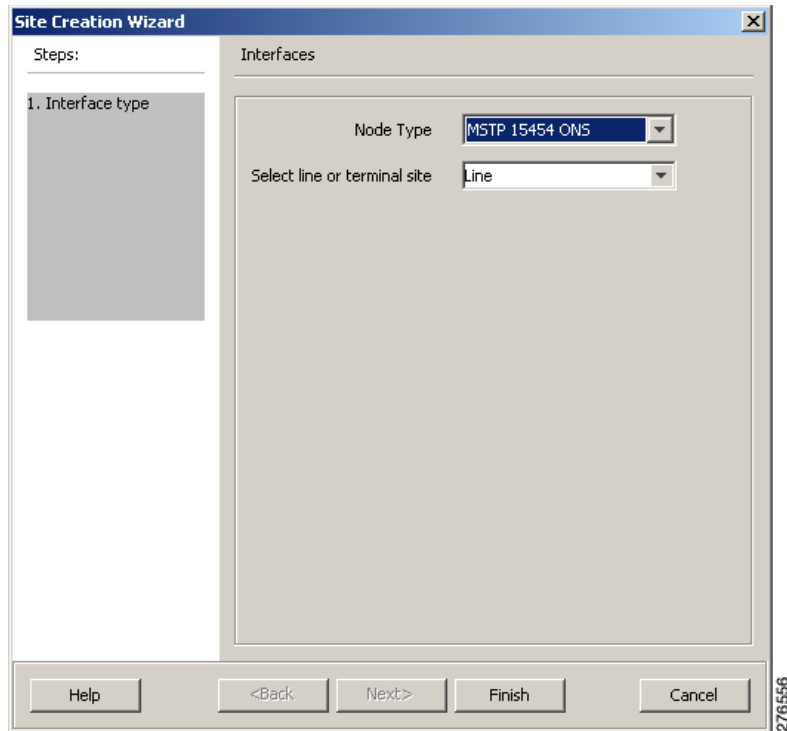 Site Creation Wizard
Steps:
Interfaces
1. Interface type
Node Type
MSTP 15454 ONS
Select line or terminal site
Line
Help
<Back
Next>
Finish
Cancel
276556